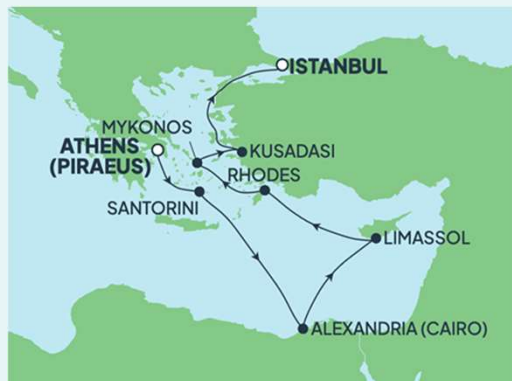 ISTANBUL
MYKONOS
ATHENS
(PIRAEUS)
KUSADASI
RHODES
SANTORINI
LIMASSOL
ALEXANDRIA (CAIRO)